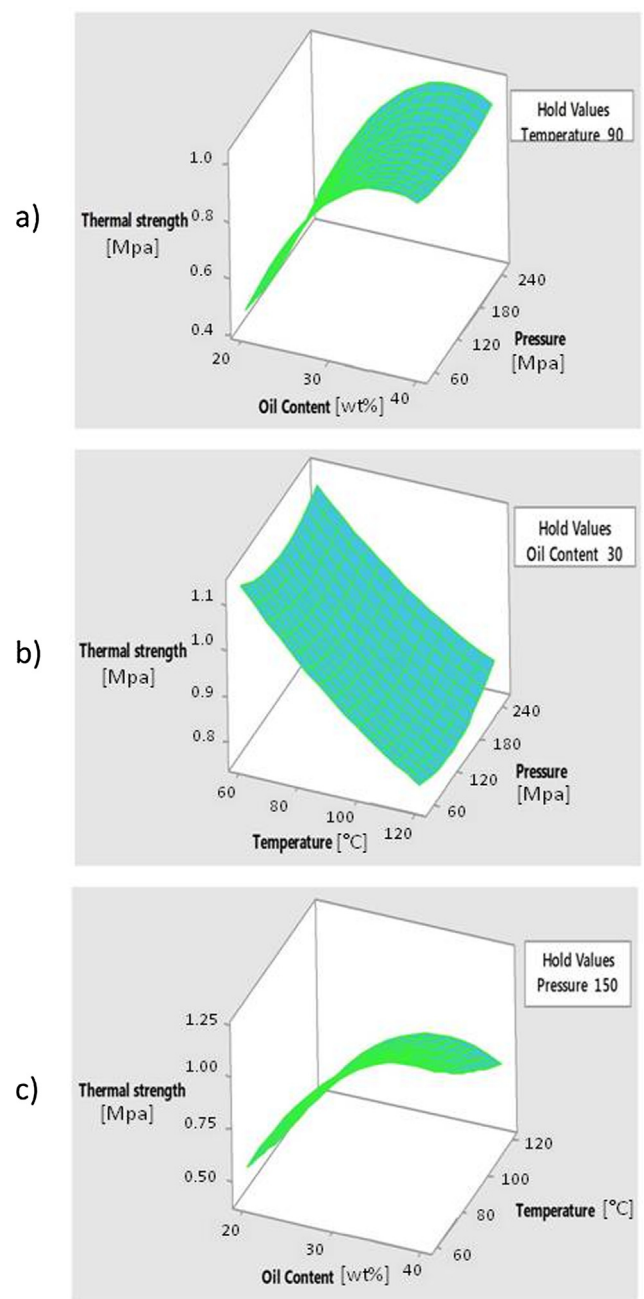 a)
Hold Values
Temperature 90
1.0
0.8
0.6
0.4
Thermal strength
[Mpa]
240
180
120
60
Pressure
[Mpa]
20
30
40
Oil Content [wt%]
b)
Hold Values
Oil Content 30
1.1
1.0
0.9
0.8
Thermal strength
[Mpa]
240
180
120
60
Pressure
[Mpa]
60
80
100
120
Temperature [°C]
c)
Hold Values
Pressure 150
1.25
1.00
0.75
0.50
Thermal strength
[Mpa]
120
100
80
60
Temperature [°C]
20
30
40
Oil Content [wt%]